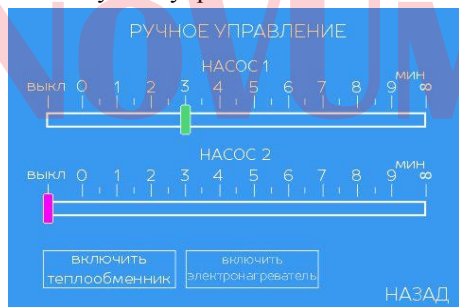 РУЧНОЕ УПРАВЛЕНИЕ
НАСОС 1
МИН
ВЫКЛ 0 1 2 3 4 5 6 7 8 9 ∞
НАСОС 2
МИН
ВЫКЛ 0 1 2 3 4 5 6 7 8 9 ∞
ВКЛЮЧИТЬ ВКЛЮЧИТЬ
теплообменник электронагреватель
НАЗАД
NOVUM